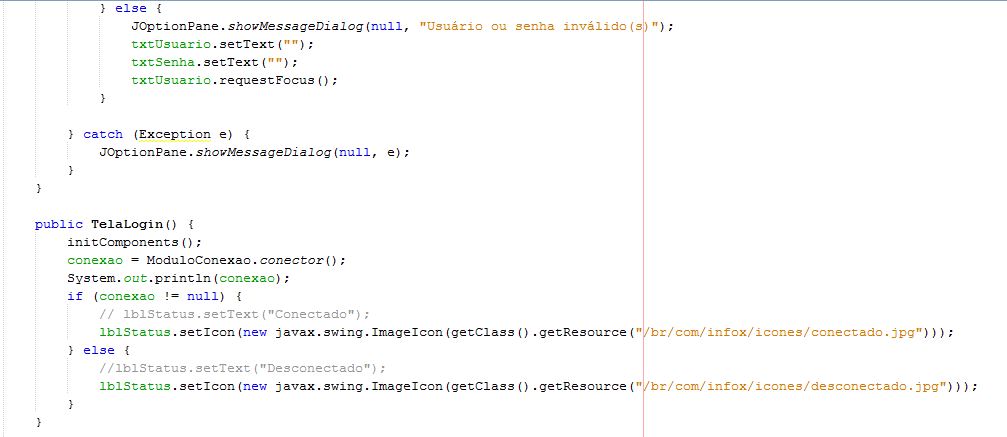 } else {
JOptionPane.showMessageDialog(null, "Usuário ou senha inválido(s)");
txtUsuario.setText("");
txtSenha.setText("");
txtUsuario.requestFocus();
}
} catch (Exception e) {
JOptionPane.showMessageDialog(null, e);
}
}
public TelaLogin() {
initComponents();
conexao = ModuloConexao.conector();
System.out.println(conexao);
if (conexao != null) {
// lblStatus.setText("Conectado");
lblStatus.setIcon(new javax.swing.ImageIcon(getClass().getResource("/br/com/infox/icones/conectado.jpg")));
} else {
//lblStatus.setText("Desconectado");
lblStatus.setIcon(new javax.swing.ImageIcon(getClass().getResource("/br/com/infox/icones/desconectado.jpg")));
}
}